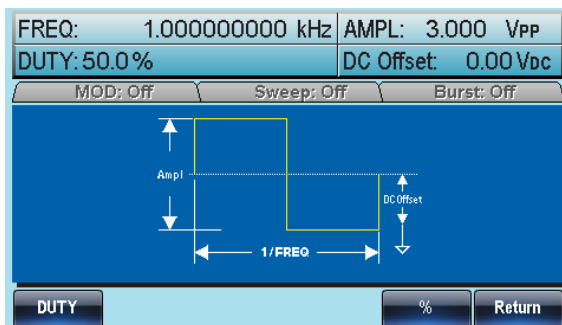 FREQ: 1.000000000 kHz AMPL: 3.000 VPP
DUTY: 50.0% DC Offset: 0.00 VDC
MOD: Off Sweep: Off Burst: Off
Ampl
DC Offset
1/FREQ
DUTY % Return